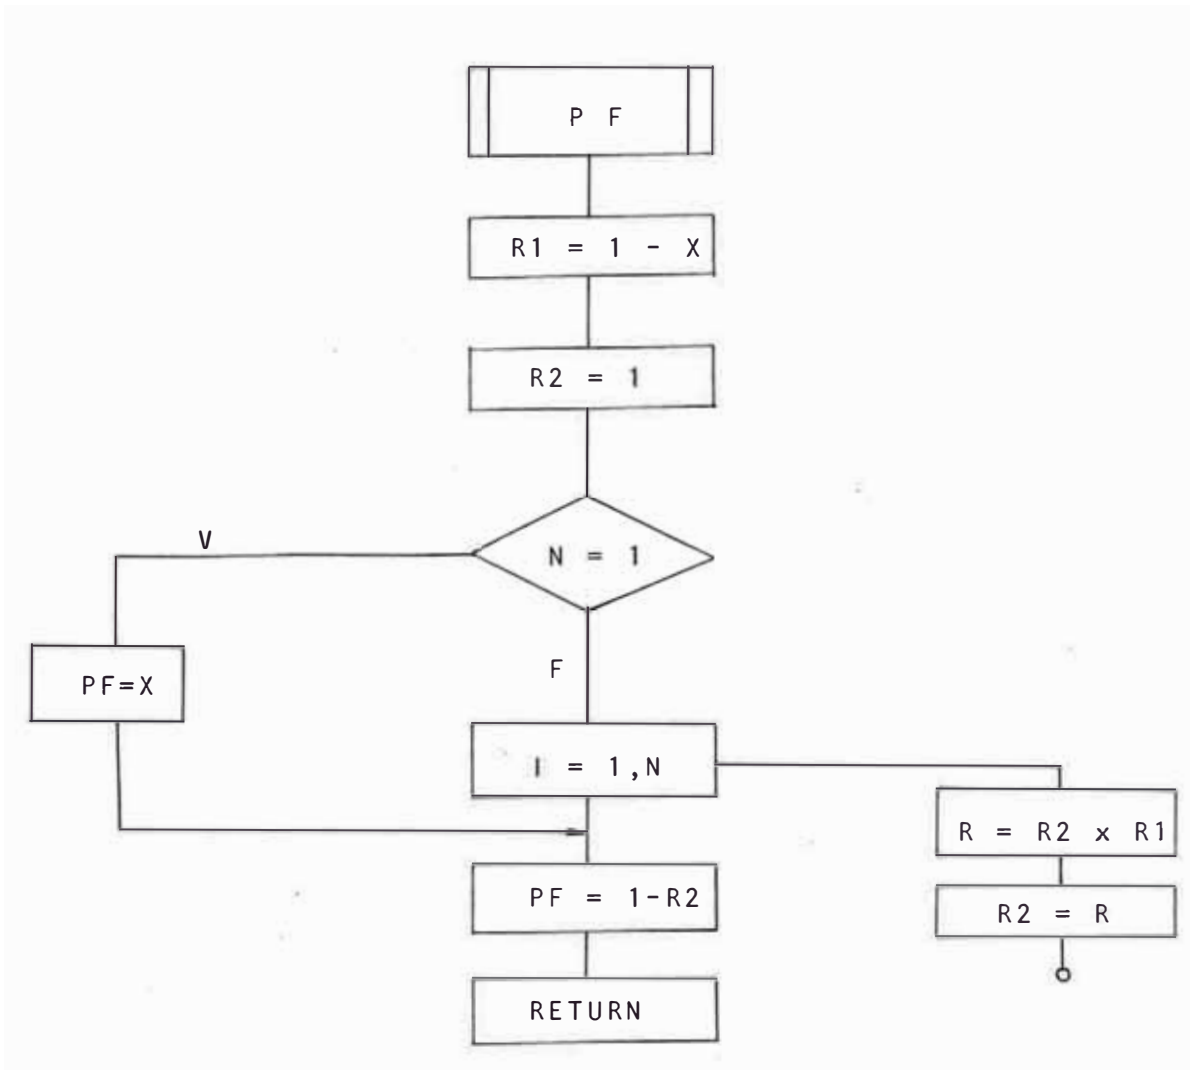 P F
R1 = 1 - X
R2 = 1
V
N = 1
F
PF=X
I = 1,N
R = R2 x R1
PF = 1-R2
R2 = R
RETURN